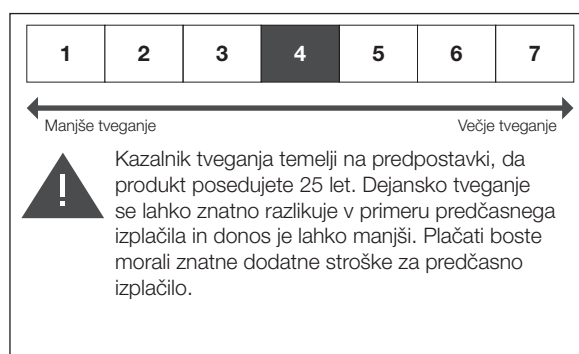 1 2 3 4 5 6 7
Manjše tveganje Večje tveganje
!
Kazalnik tveganja temelji na predpostavki, da
produkt posedujete 25 let. Dejansko tveganje
se lahko znatno razlikuje v primeru predčasnega
izplačila in donos je lahko manjši. Plačati boste
morali znatne dodatne stroške za predčasno
izplačilo.